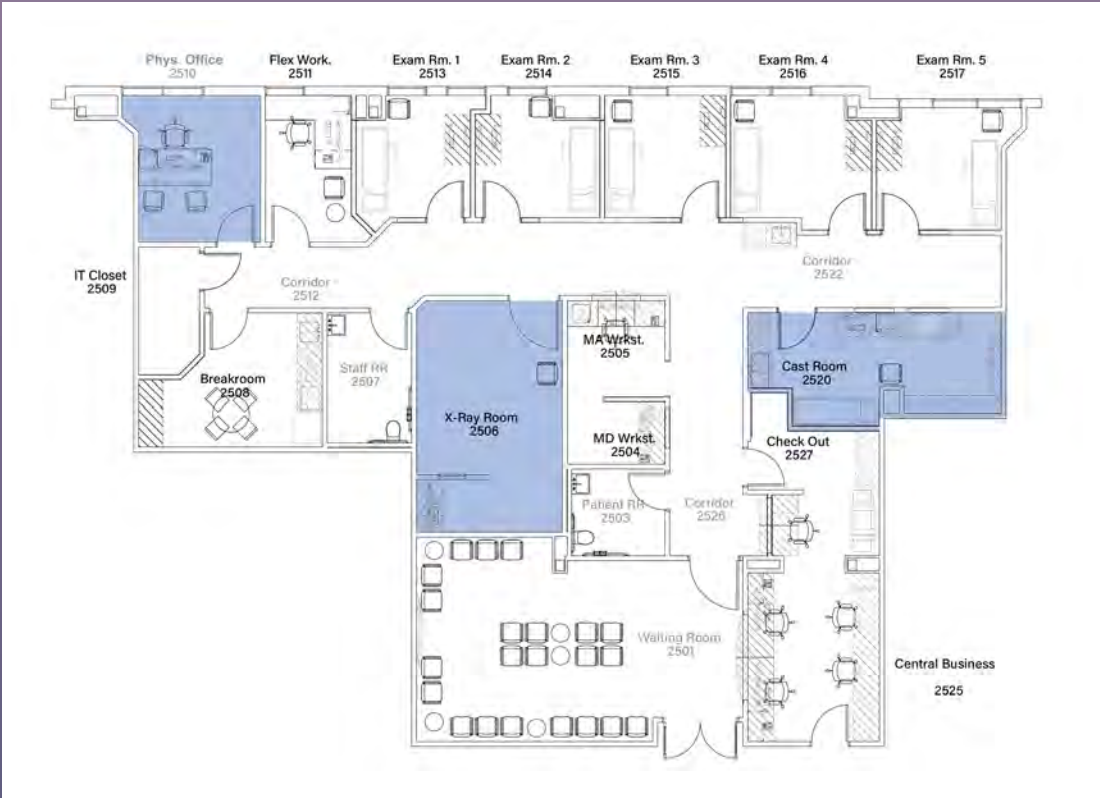 Phys. Office
2510
Flex Work.
2511
Exam Rm. 1
2513
Exam Rm. 2
2514
Exam Rm. 3
2515
Exam Rm. 4
2516
Exam Rm. 5
2517
IT Closet
2509
Corridor
2512
Corridor
2522
Breakroom
2508
Staff RR
2507
X-Ray Room
2506
MA Wrkst.
2505
MD Wrkst.
2504
Cast Room
2520
Check Out
2527
Patient RR
2503
Corridor
2526
Waiting Room
2501
Central Business
2525